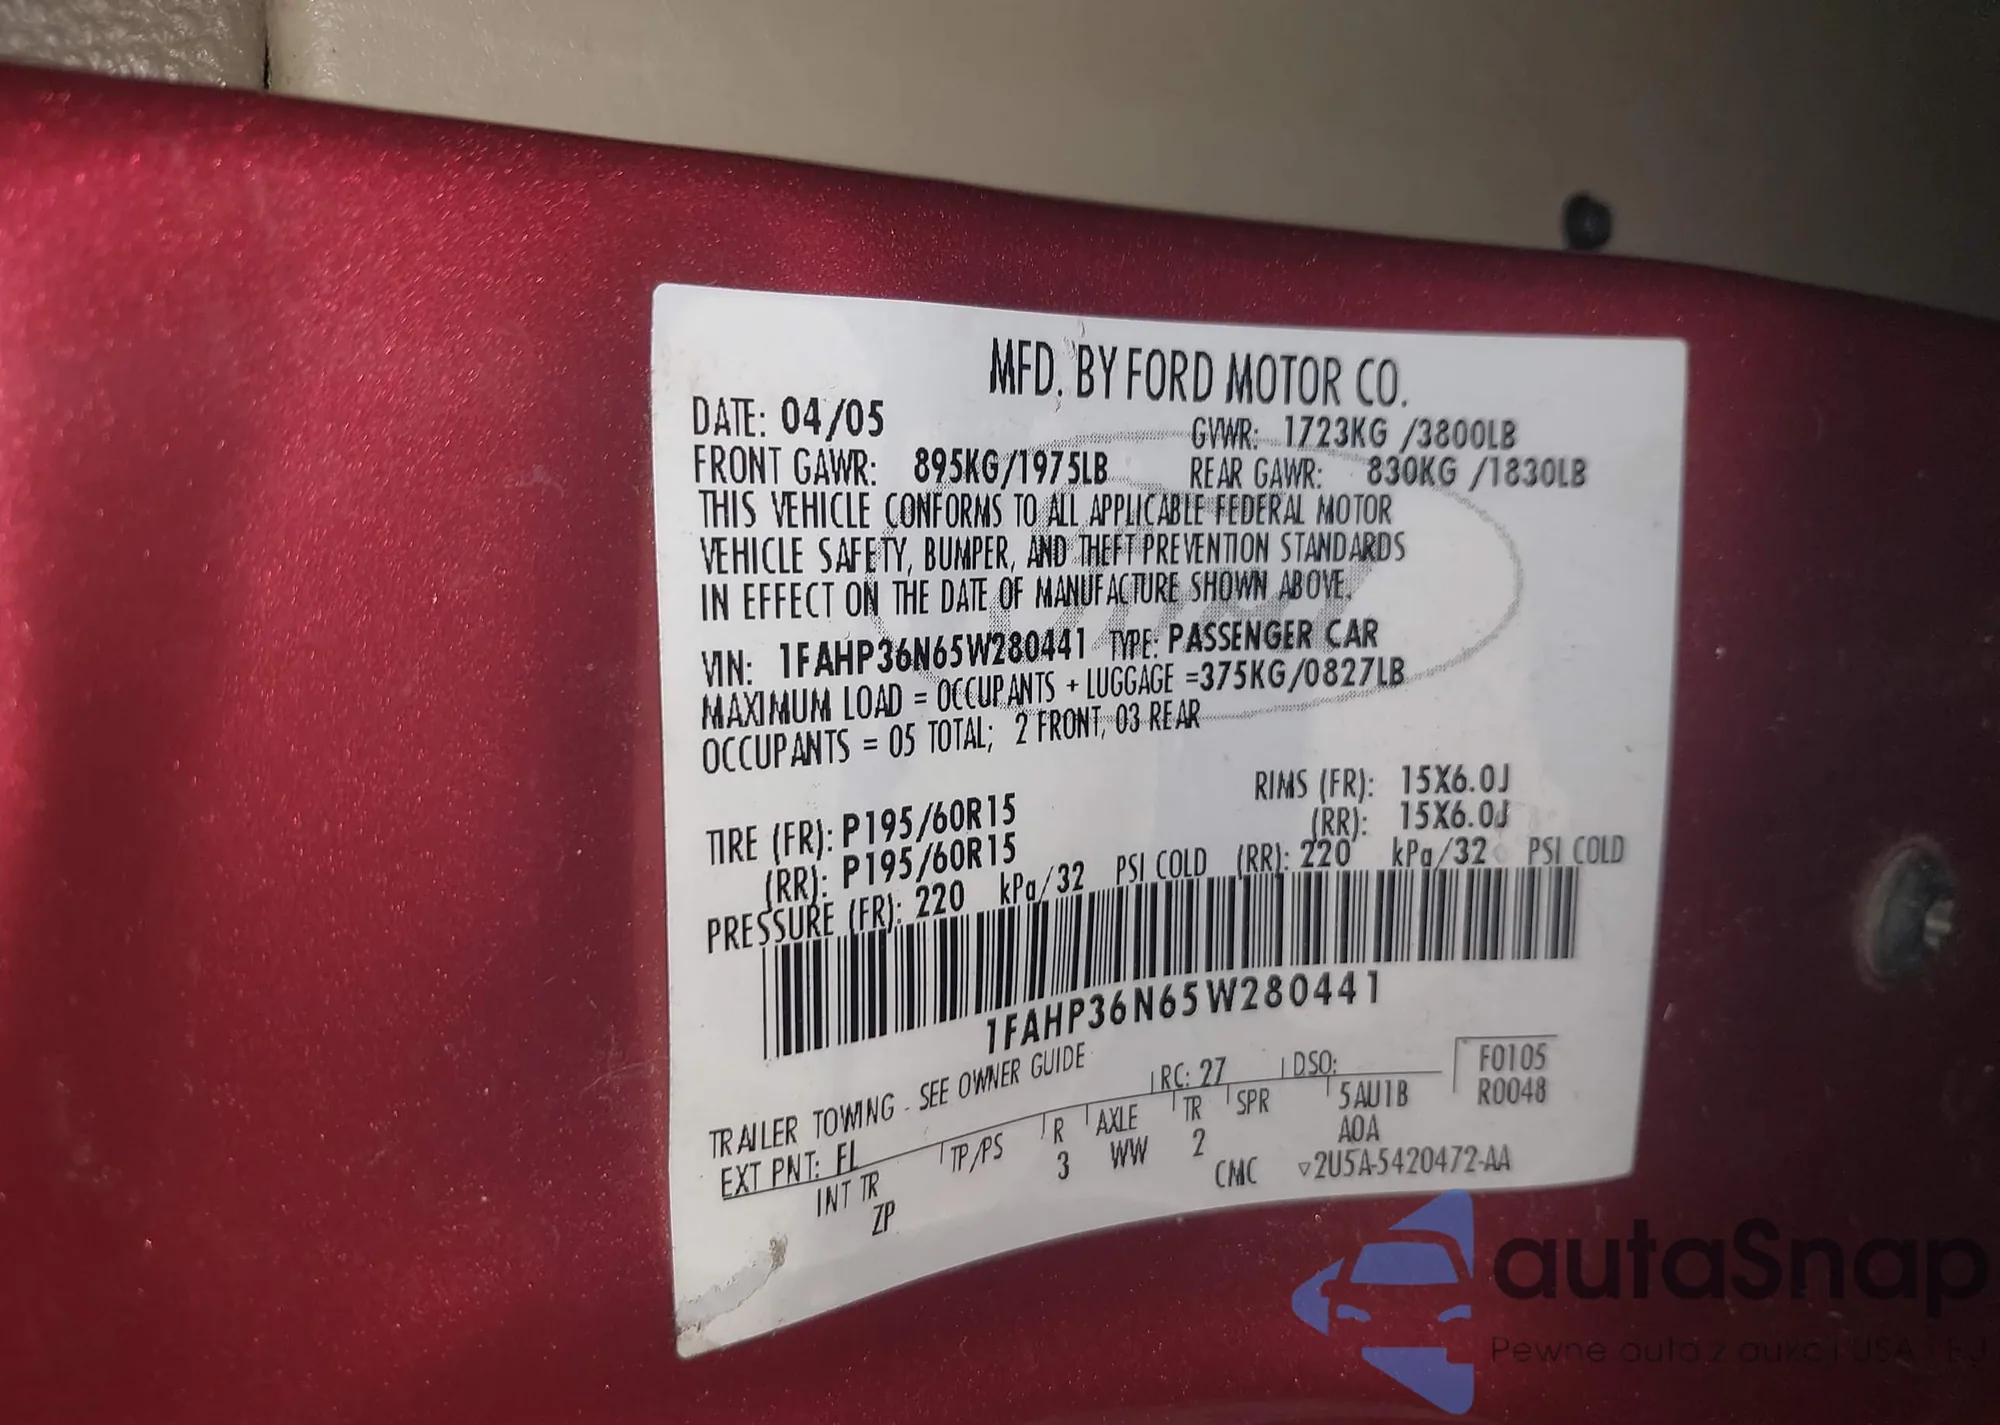 MFD. BY FORD MOTOR CO.
DATE: 04/05 GVWR: 1723KG /3800LB
FRONT GAWR: 895KG/1975LB REAR GAWR: 830KG /1830LB
THIS VEHICLE CONFORMS TO ALL APPLICABLE FEDERAL MOTOR
VEHICLE SAFETY, BUMPER, AND THEFT PREVENTION STANDARDS
IN EFFECT ON THE DATE OF MANUFACTURE SHOWN ABOVE.
VIN: 1FAHP36N65W280441 TYPE: PASSENGER CAR
MAXIMUM LOAD = OCCUPANTS + LUGGAGE =375KG/0827LB
OCCUPANTS = 05 TOTAL; 2 FRONT, 03 REAR
TIRE (FR): P195/60R15 RIMS (FR): 15X6.0J
(RR): P195/60R15 (RR): 15X6.0J
PRESSURE (FR): 220 kPa/32 PSI COLD (RR): 220 kPa/32 PSI COLD
1FAHP36N65W280441
TRAILER TOWING - SEE OWNER GUIDE
EXT PNT: FL RC: 27 DSO: F0105
INT TR TP/PS R AXLE TR SPR 5AU1B R0048
ZP 3 WW 2 A0A
CMC ▿2U5A-5420472-AA
autaSnap
Pewne auta z aukcji USA i EJ